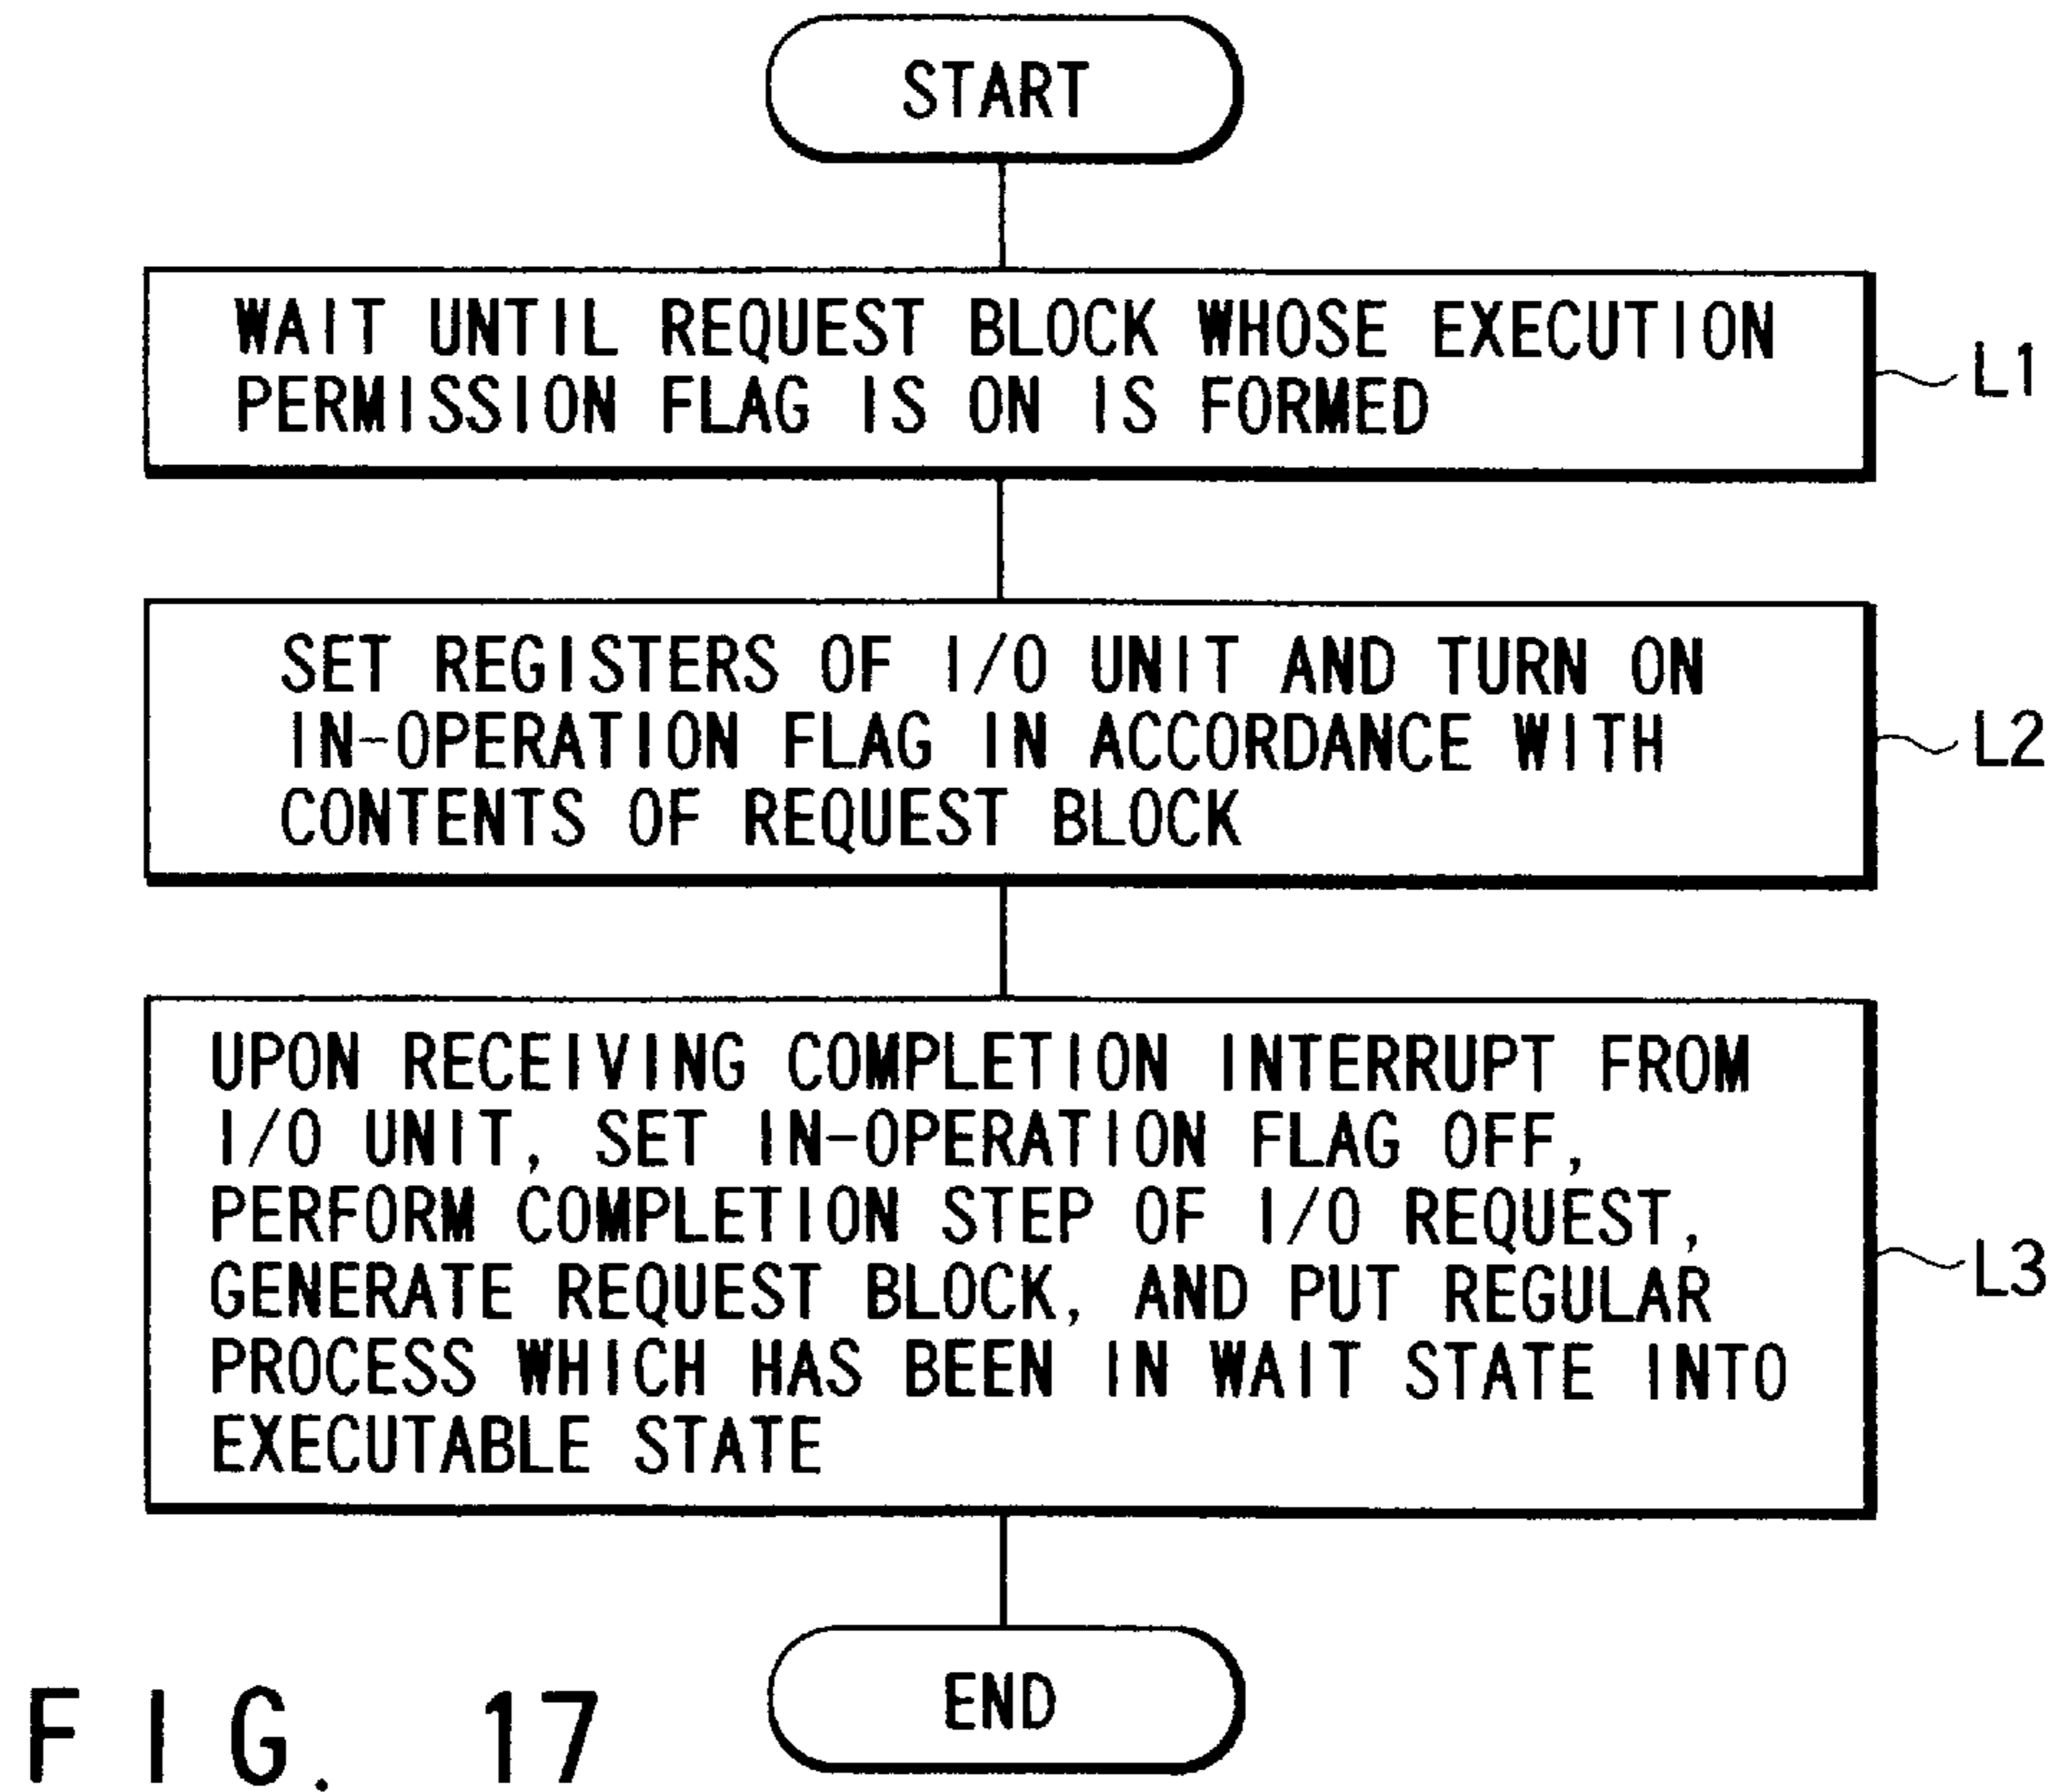 START
WAIT UNTIL REQUEST BLOCK WHOSE EXECUTION
PERMISSION FLAG IS ON IS FORMED
L1
SET REGISTERS OF I/O UNIT AND TURN ON
IN-OPERATION FLAG IN ACCORDANCE WITH
CONTENTS OF REQUEST BLOCK
L2
UPON RECEIVING COMPLETION INTERRUPT FROM
I/O UNIT, SET IN-OPERATION FLAG OFF,
PERFORM COMPLETION STEP OF I/O REQUEST,
GENERATE REQUEST BLOCK, AND PUT REGULAR
PROCESS WHICH HAS BEEN IN WAIT STATE INTO
EXECUTABLE STATE
L3
END
FIG. 17